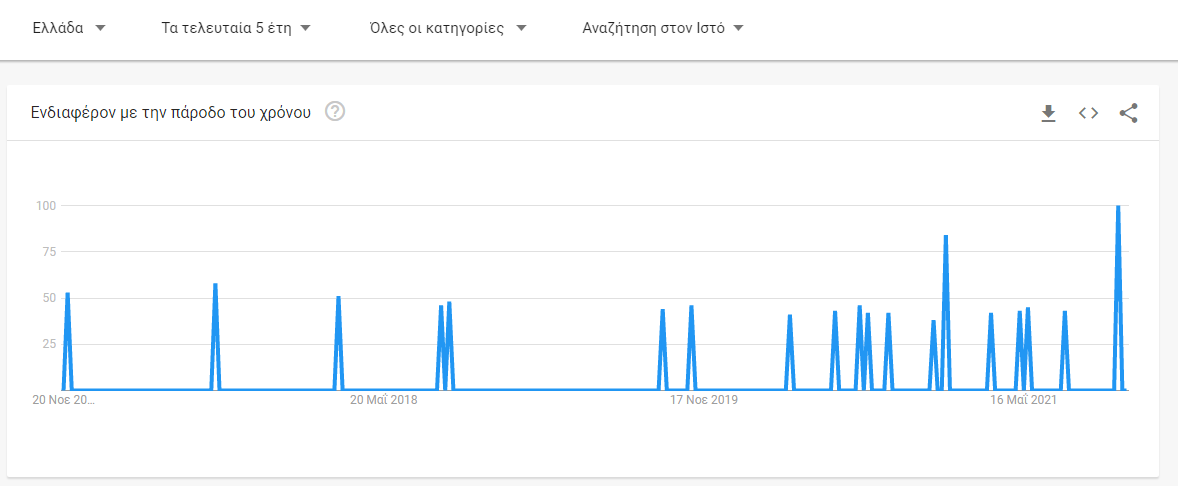 Ελλάδα Τα τελευταία 5 έτη Όλες οι κατηγορίες Αναζήτηση στον Ιστό
Ενδιαφέρον με την πάροδο του χρόνου ?
100
75
50
25
20 Νοε 20… 20 Μαΐ 2018 17 Νοε 2019 16 Μαΐ 2021